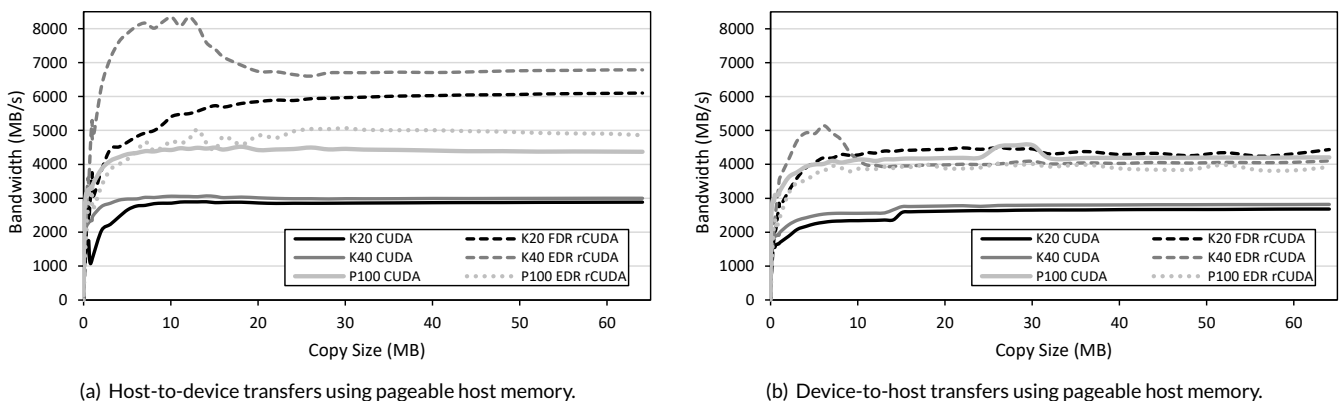 8000
7000
6000
5000
4000
3000
2000
1000
0
Bandwidth (MB/s)
K20 CUDA K20 FDR rCUDA
K40 CUDA K40 EDR rCUDA
P100 CUDA P100 EDR rCUDA
0 10 20 30 40 50 60
Copy Size (MB)
(a) Host-to-device transfers using pageable host memory.
8000
7000
6000
5000
4000
3000
2000
1000
0
Bandwidth (MB/s)
K20 CUDA K20 FDR rCUDA
K40 CUDA K40 EDR rCUDA
P100 CUDA P100 EDR rCUDA
0 10 20 30 40 50 60
Copy Size (MB)
(b) Device-to-host transfers using pageable host memory.